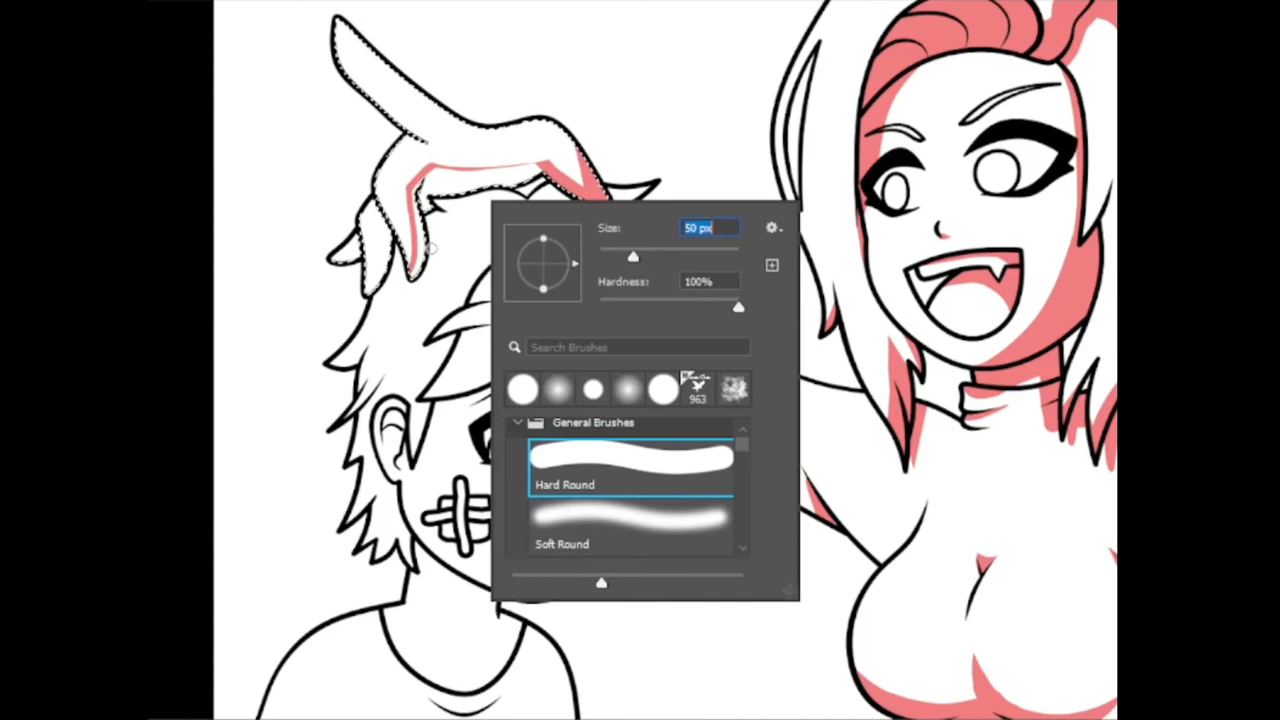 Size:
50 px
Hardness:
100%
Search Brushes
963
General Brushes
Hard Round
Soft Round